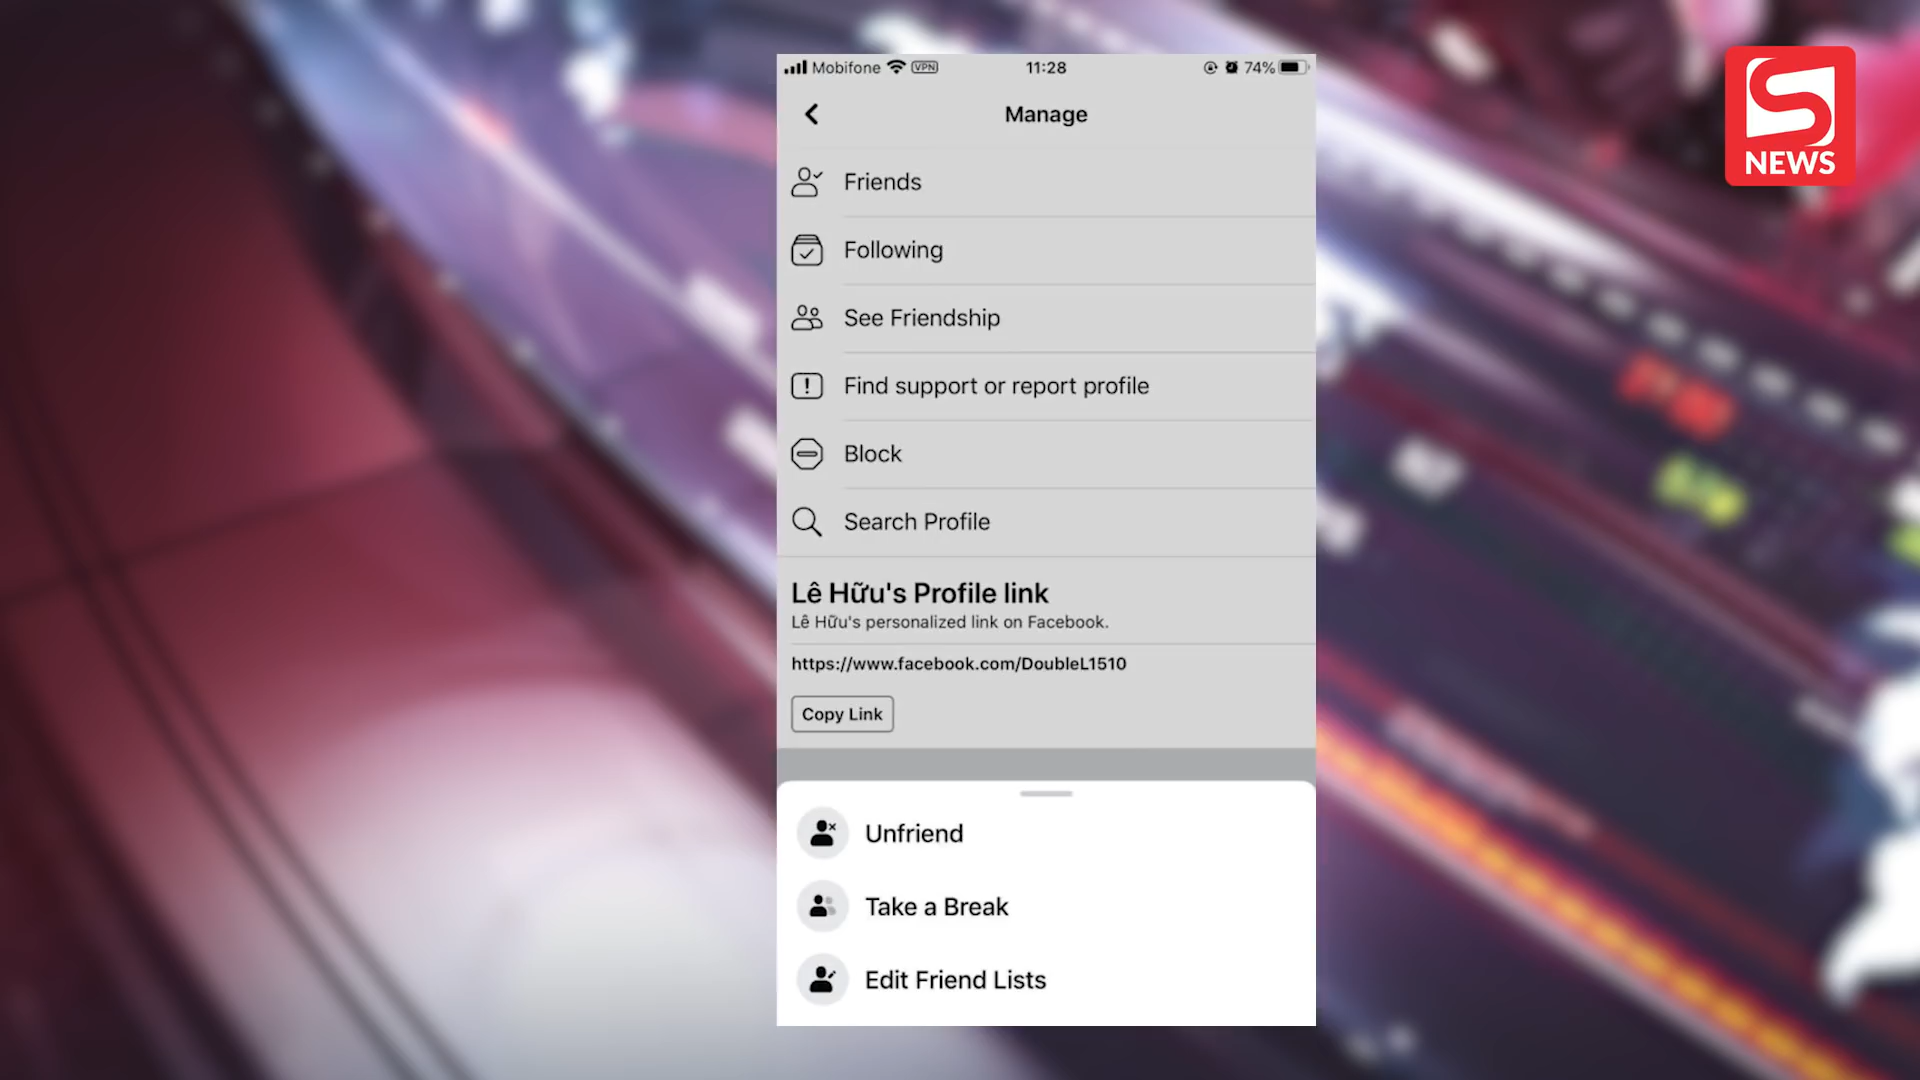 Mobifone VPN 11:28 74%
Manage
Friends
Following
See Friendship
Find support or report profile
Block
Search Profile
Lê Hữu's Profile link
Lê Hữu's personalized link on Facebook.
https://www.facebook.com/DoubleL1510
Copy Link
Unfriend
Take a Break
Edit Friend Lists
S
NEWS